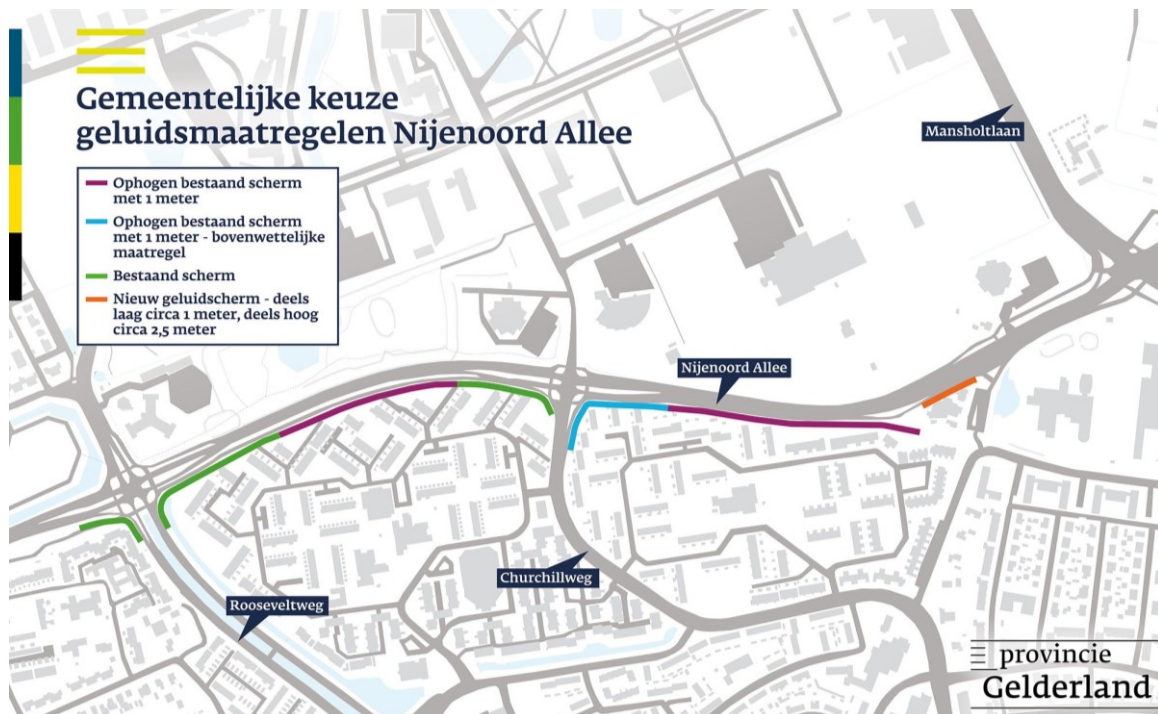 Gemeentelijke keuze
geluidsmaatregelen Nijenoord Allee
Ophogen bestaand scherm
met 1 meter
Ophogen bestaand scherm
met 1 meter - bovenwettelijke
maatregel
Bestaand scherm
Nieuw geluidscherm - deels
laag circa 1 meter, deels hoog
circa 2,5 meter
Mansholtlaan
Nijenoord Allee
Churchillweg
Rooseveltweg
provincie
Gelderland